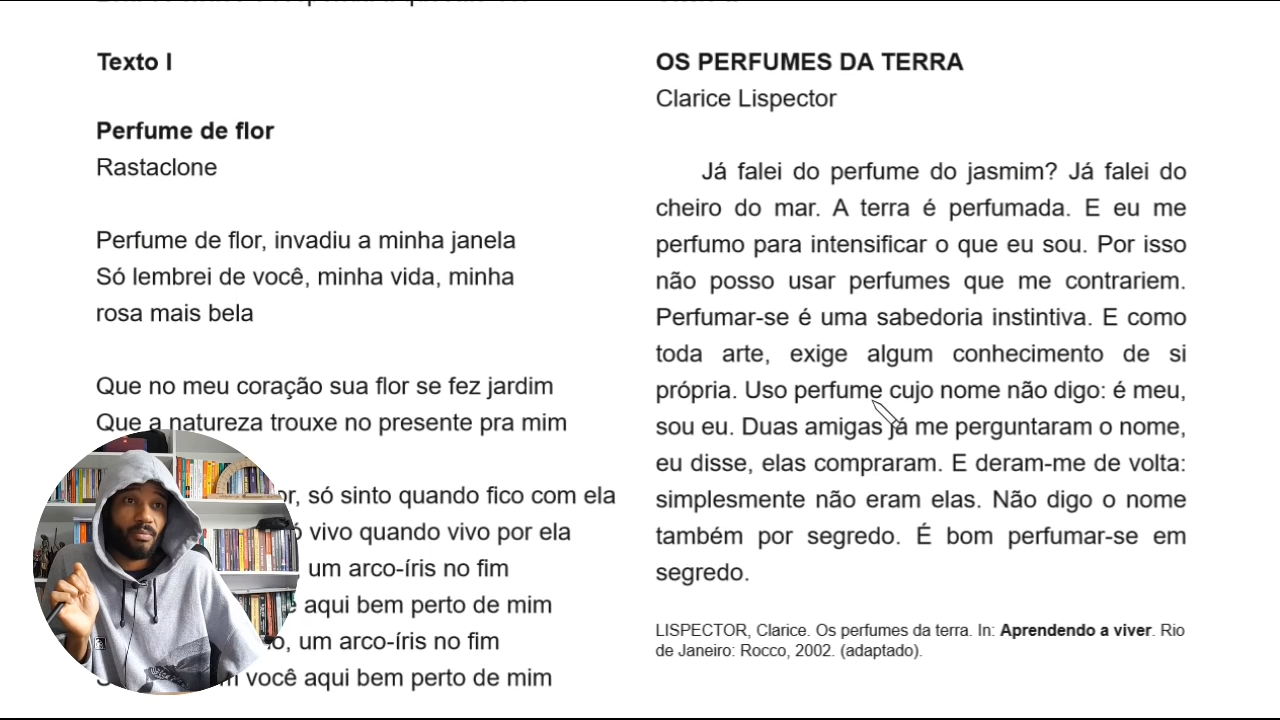 Texto I
Perfume de flor
Rastaclone
Perfume de flor, invadiu a minha janela
Só lembrei de você, minha vida, minha
rosa mais bela
Que no meu coração sua flor se fez jardim
Que a natureza trouxe no presente pra mim
só sinto quando fico com ela
vivo quando vivo por ela
um arco-íris no fim
aqui bem perto de mim
um arco-íris no fim
você aqui bem perto de mim
OS PERFUMES DA TERRA
Clarice Lispector
Já falei do perfume do jasmim? Já falei do
cheiro do mar. A terra é perfumada. E eu me
perfumo para intensificar o que eu sou. Por isso
não posso usar perfumes que me contrariem.
Perfumar-se é uma sabedoria instintiva. E como
toda arte, exige algum conhecimento de si
própria. Uso perfume cujo nome não digo: é meu,
sou eu. Duas amigas já me perguntaram o nome,
eu disse, elas compraram. E deram-me de volta:
simplesmente não eram elas. Não digo o nome
também por segredo. É bom perfumar-se em
segredo.
LISPECTOR, Clarice. Os perfumes da terra. In: Aprendendo a viver. Rio
de Janeiro: Rocco, 2002. (adaptado).